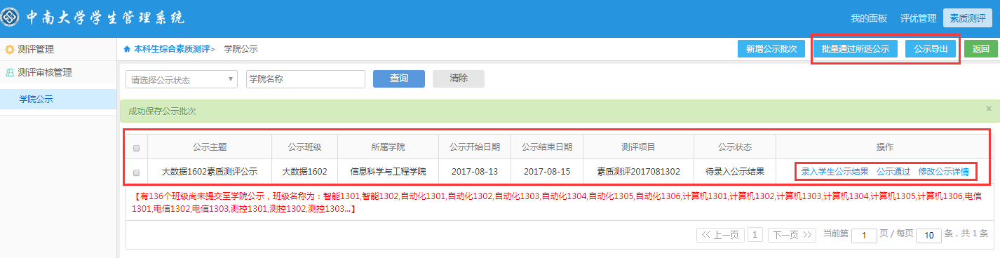 中南大学学生管理系统
我的面板 评优管理 素质测评
测评管理
测评审核管理
学院公示
本科生综合素质测评> 学院公示
新增公示批次 批量通过所选公示 公示导出 返回
请选择公示状态 学院名称 查询 清除
成功保存公示批次 ×
公示主题 公示班级 所属学院 公示开始日期 公示结束日期 测评项目 公示状态 操作
大数据1602素质测评公示 大数据1602 信息科学与工程学院 2017-08-13 2017-08-15 素质测评2017081302 待录入公示结果 录入学生公示结果 公示通过 修改公示详情
【有136个班级尚未提交至学院公示，班级名称为：智能1301,智能1302,自动化1301,自动化1302,自动化1303,自动化1304,自动化1305,自动化1306,计算机1301,计算机1302,计算机1303,计算机1304,计算机1305,计算机1306,电信
1301,电信1302,电信1303,测控1301,测控1302,测控1303...】
<< 上一页 1 下一页 >> 当前第 1 页 / 每页 10 条，共 1 条